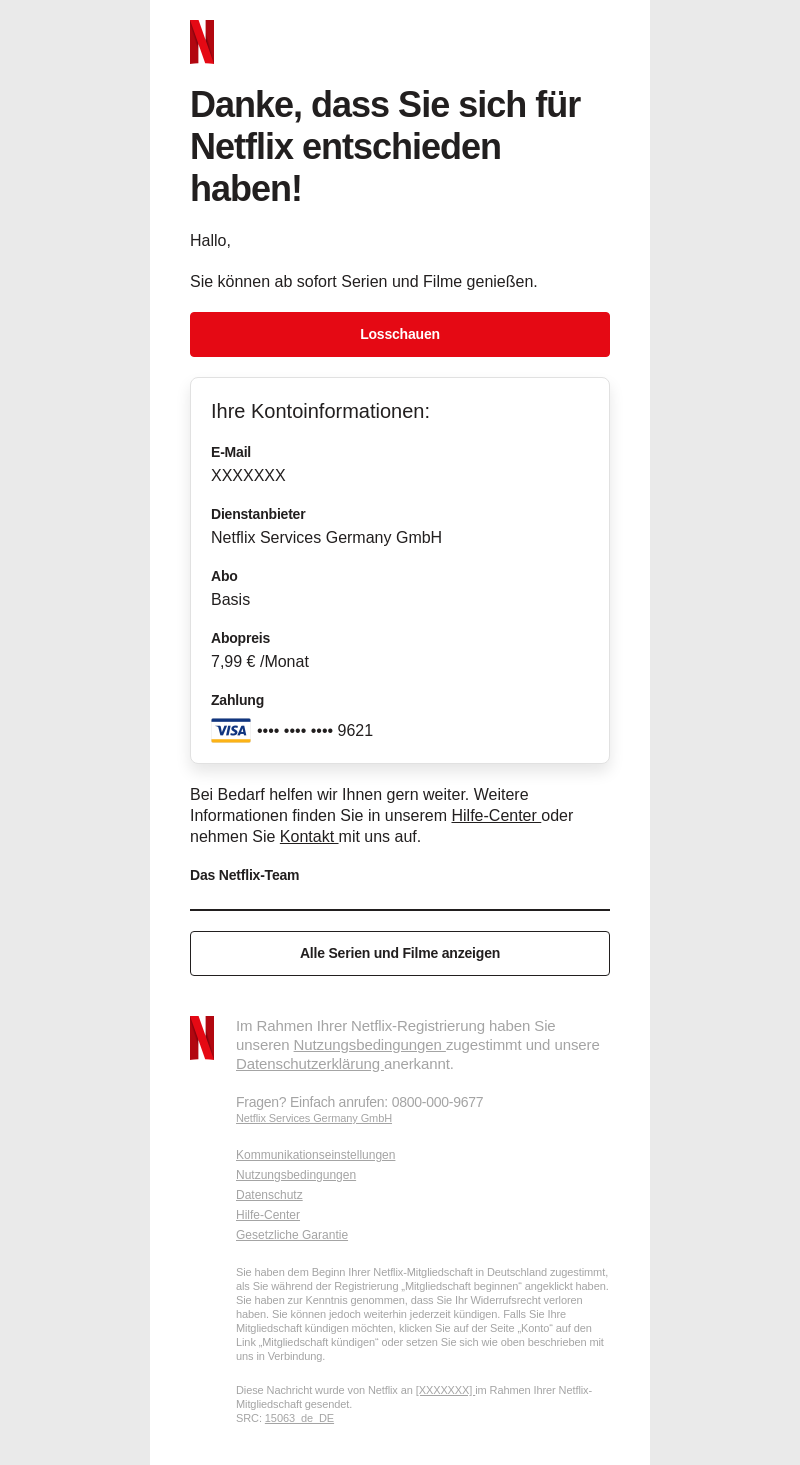 Danke, dass Sie sich für
Netflix entschieden
haben!
Hallo,
Sie können ab sofort Serien und Filme genießen.
Losschauen
Ihre Kontoinformationen:
E-Mail
XXXXXXX
Dienstanbieter
Netflix Services Germany GmbH
Abo
Basis
Abopreis
7,99 € /Monat
Zahlung
VISA •••• •••• •••• 9621
Bei Bedarf helfen wir Ihnen gern weiter. Weitere
Informationen finden Sie in unserem Hilfe-Center oder
nehmen Sie Kontakt mit uns auf.
Das Netflix-Team
Alle Serien und Filme anzeigen
Im Rahmen Ihrer Netflix-Registrierung haben Sie
unseren Nutzungsbedingungen zugestimmt und unsere
Datenschutzerklärung anerkannt.
Fragen? Einfach anrufen: 0800-000-9677
Netflix Services Germany GmbH
Kommunikationseinstellungen
Nutzungsbedingungen
Datenschutz
Hilfe-Center
Gesetzliche Garantie
Sie haben dem Beginn Ihrer Netflix-Mitgliedschaft in Deutschland zugestimmt,
als Sie während der Registrierung „Mitgliedschaft beginnen“ angeklickt haben.
Sie haben zur Kenntnis genommen, dass Sie Ihr Widerrufsrecht verloren
haben. Sie können jedoch weiterhin jederzeit kündigen. Falls Sie Ihre
Mitgliedschaft kündigen möchten, klicken Sie auf der Seite „Konto“ auf den
Link „Mitgliedschaft kündigen“ oder setzen Sie sich wie oben beschrieben mit
uns in Verbindung.
Diese Nachricht wurde von Netflix an [XXXXXXX] im Rahmen Ihrer Netflix-
Mitgliedschaft gesendet.
SRC: 15063_de_DE